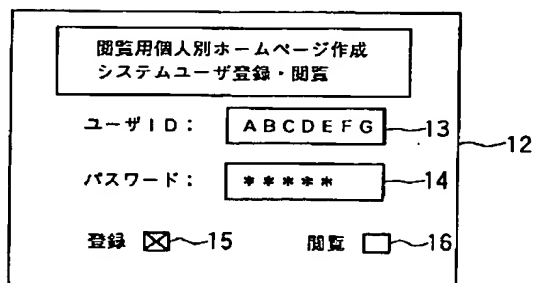 閲覧用個人別ホームページ作成
システムユーザ登録・閲覧
ユーザID： ABCDEFG 13
12
パスワード： ***** 14
登録 15 閲覧 16